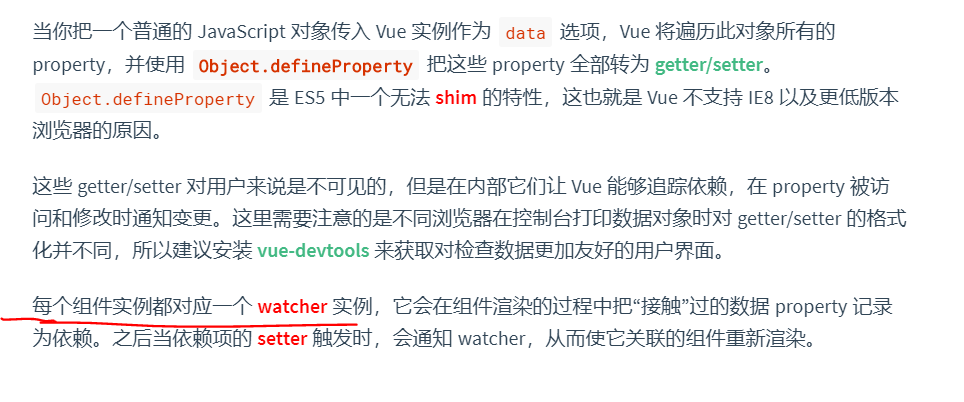 当你把一个普通的 JavaScript 对象传入 Vue 实例作为 data 选项，Vue 将遍历此对象所有的
property，并使用 Object.defineProperty 把这些 property 全部转为 getter/setter。
Object.defineProperty 是 ES5 中一个无法 shim 的特性，这也就是 Vue 不支持 IE8 以及更低版本
浏览器的原因。
这些 getter/setter 对用户来说是不可见的，但是在内部它们让 Vue 能够追踪依赖，在 property 被访
问和修改时通知变更。这里需要注意的是不同浏览器在控制台打印数据对象时对 getter/setter 的格式
化并不同，所以建议安装 vue-devtools 来获取对检查数据更加友好的用户界面。
每个组件实例都对应一个 watcher 实例，它会在组件渲染的过程中把“接触”过的数据 property 记录
为依赖。之后当依赖项的 setter 触发时，会通知 watcher，从而使它关联的组件重新渲染。